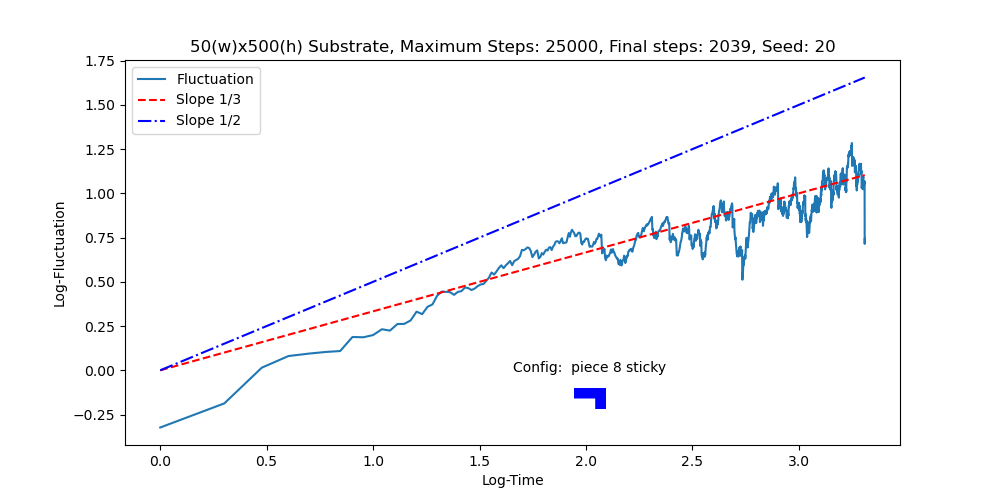 50(w)x500(h) Substrate, Maximum Steps: 25000, Final steps: 2039, Seed: 20
Fluctuation
Slope 1/3
Slope 1/2
Log-Fluctuation
1.75
1.50
1.25
1.00
0.75
0.50
0.25
0.00
−0.25
Config:  piece 8 sticky
0.0 0.5 1.0 1.5 2.0 2.5 3.0
Log-Time